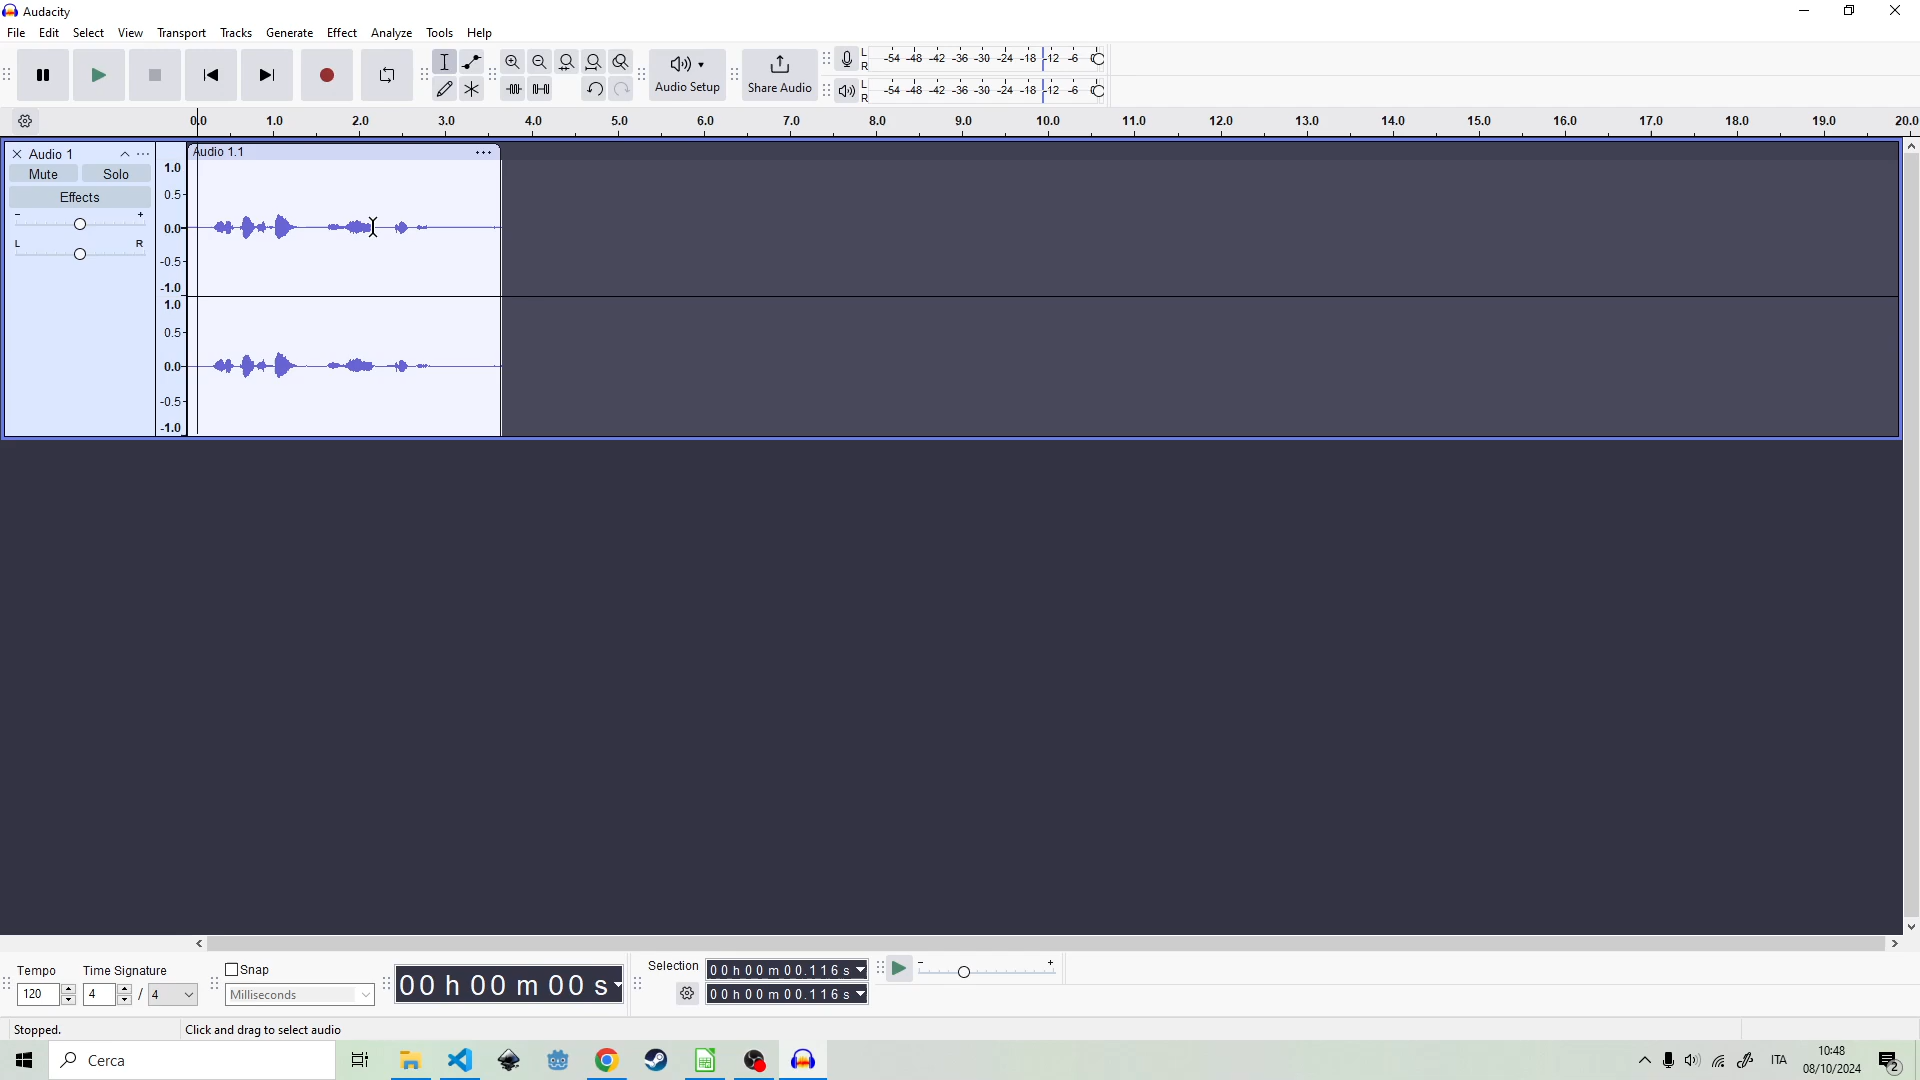 Audacity
File Edit Select View Transport Tracks Generate Effect Analyze Tools Help
Audio Setup
Share Audio
L R -54 -48 -42 -36 -30 -24 -18 -12 -6 0
L R -54 -48 -42 -36 -30 -24 -18 -12 -6 0
0.0 1.0 2.0 3.0 4.0 5.0 6.0 7.0 8.0 9.0 10.0 11.0 12.0 13.0 14.0 15.0 16.0 17.0 18.0 19.0 20.0
Audio 1
Mute Solo
Effects
- +
L R
1.0
0.5
0.0
-0.5
-1.0
1.0
0.5
0.0
-0.5
-1.0
Audio 1.1
Tempo
120
Time Signature
4 / 4
Snap
Milliseconds
00 h 00 m 00 s
Selection
00 h 00 m 00.116 s
00 h 00 m 00.116 s
- +
Stopped.
Click and drag to select audio
Cerca
ITA
10:48
08/10/2024
2